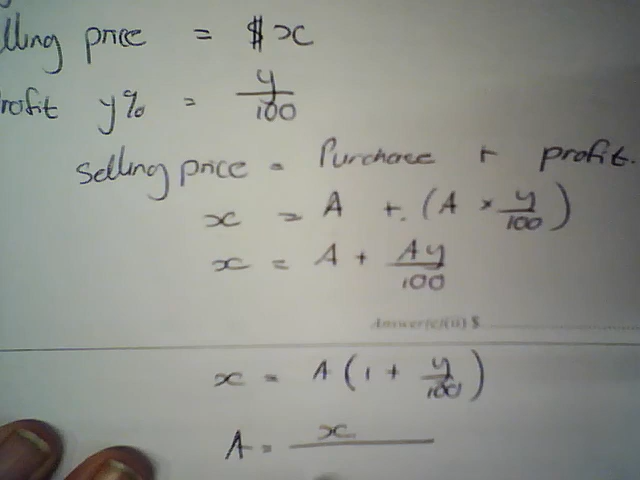 lling price = $ x
rofit y% = y/100
Selling price = Purchase + profit.
x = A + (A × y/100)
x = A + Ay/100
Answer(c)(ii) $
x = A(1 + y/100)
A = x